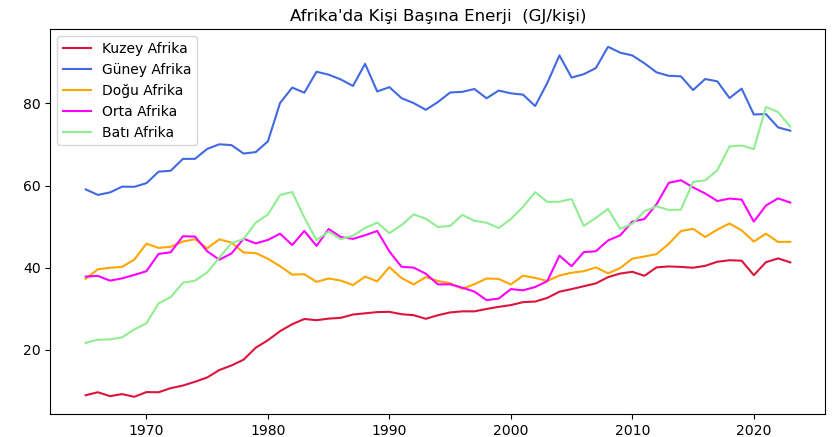 Afrika'da Kişi Başına Enerji  (GJ/kişi)
Kuzey Afrika
Güney Afrika
Doğu Afrika
Orta Afrika
Batı Afrika
80
60
40
20
1970
1980
1990
2000
2010
2020